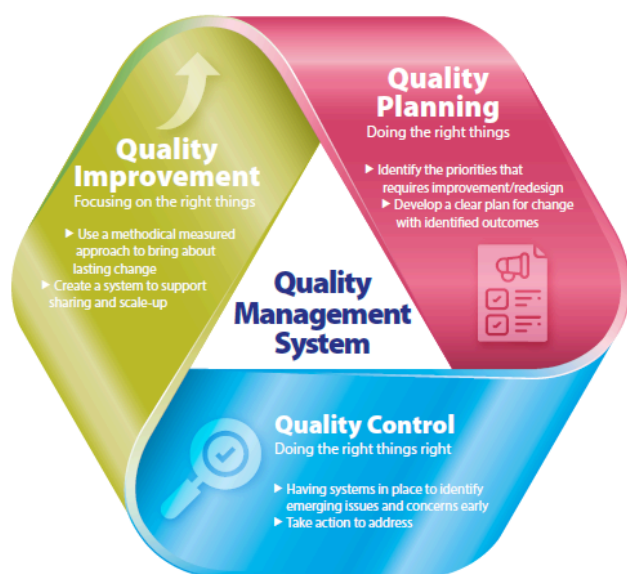 Quality
Planning
Doing the right things
▶ Identify the priorities that
requires improvement/redesign
▶ Develop a clear plan for change
with identified outcomes
Quality
Improvement
Focusing on the right things
▶ Use a methodical measured
approach to bring about
lasting change
▶ Create a system to support
sharing and scale-up
Quality
Management
System
Quality Control
Doing the right things right
▶ Having systems in place to identify
emerging issues and concerns early
▶ Take action to address